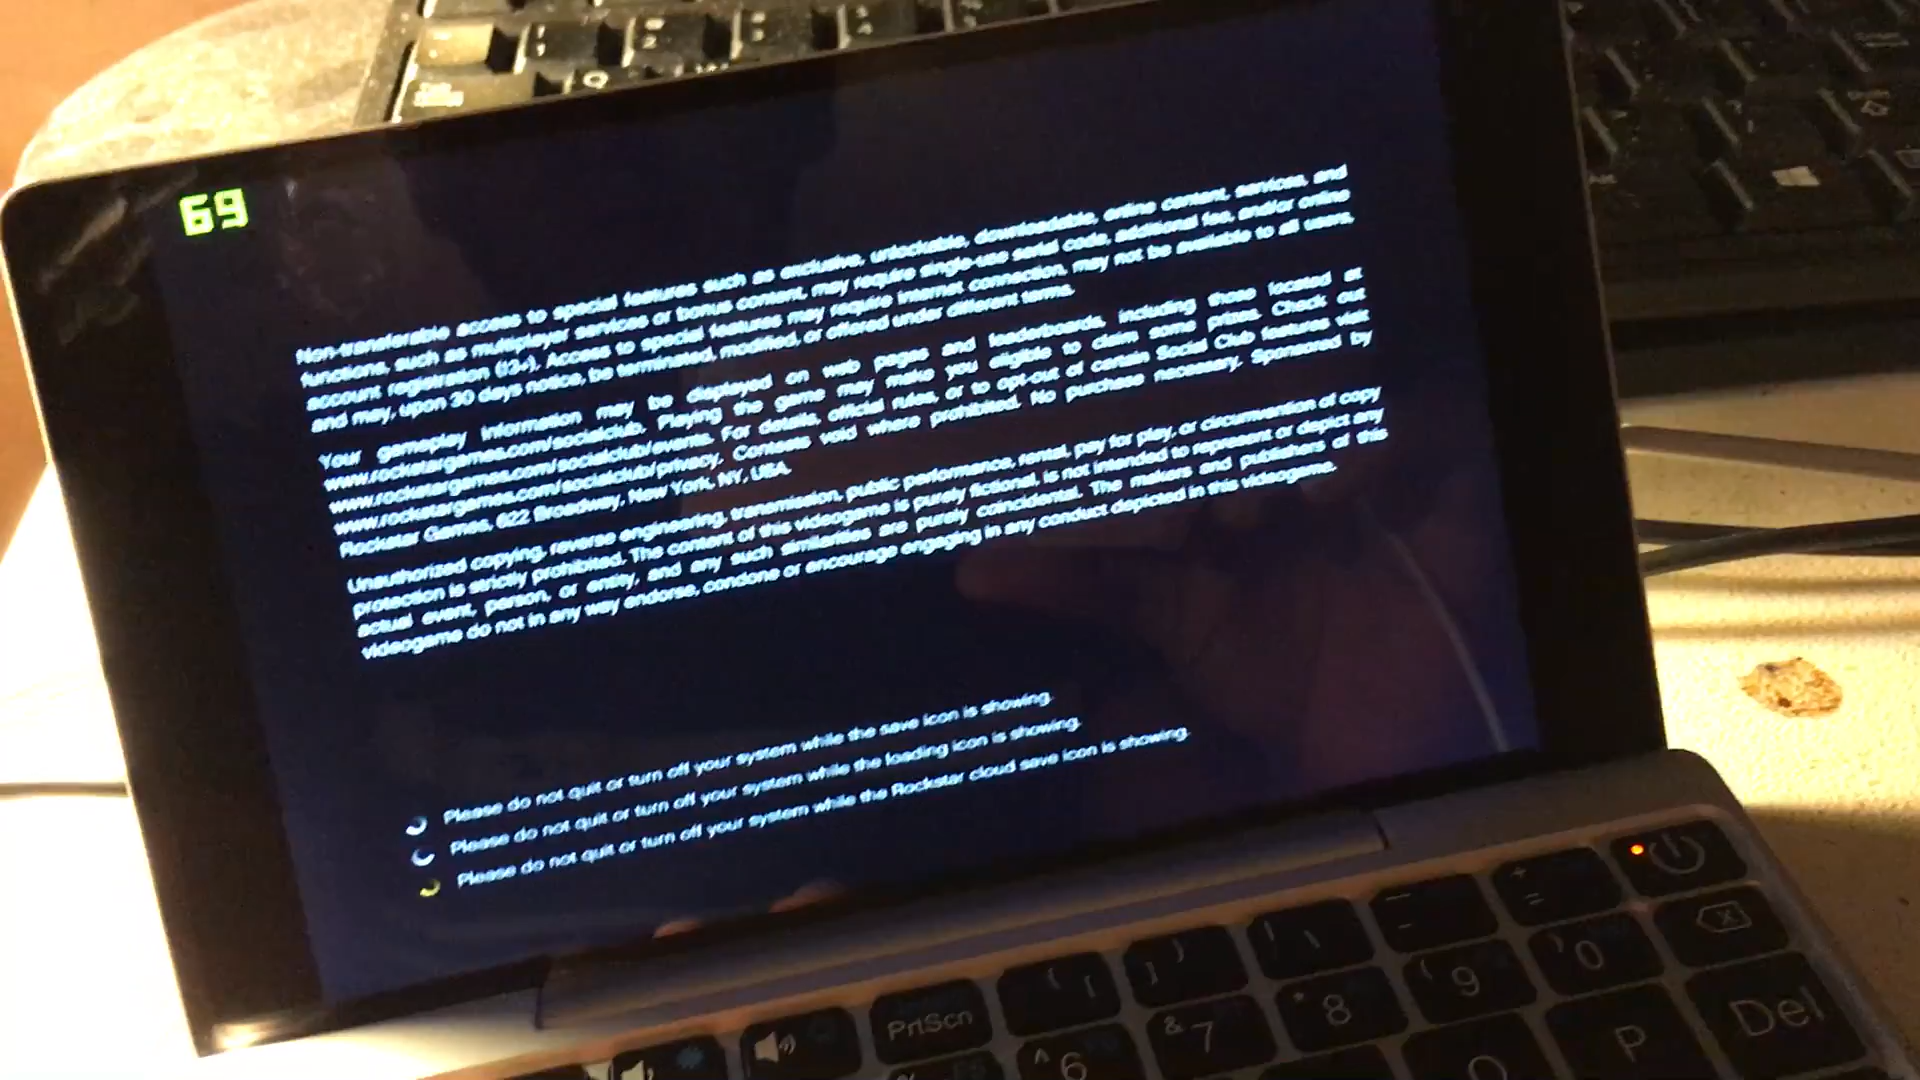 69
Non-transferable access to special features such as exclusive, unlockable, downloadable, online content, services, and
functions, such as multiplayer services or bonus content, may require single-use serial code, additional fee, and/or online
account registration (13+). Access to special features may require internet connection, may not be available to all users,
and may, upon 30 days notice, be terminated, modified, or offered under different terms.
Your gameplay information may be displayed on web pages and leaderboards, including those located at
www.rockstargames.com/socialclub. Playing the game may make you eligible to claim some prizes. Check out
www.rockstargames.com/socialclub/events. For details, official rules, or to opt-out of certain Social Club features visit
www.rockstargames.com/socialclub/privacy. Contests void where prohibited. No purchase necessary. Sponsored by
Rockstar Games, 622 Broadway, New York, NY, USA.
Unauthorized copying, reverse engineering, transmission, public performance, rental, pay for play, or circumvention of copy
protection is strictly prohibited. The content of this videogame is purely fictional, is not intended to represent or depict any
actual event, person, or entity, and any such similarities are purely coincidental. The makers and publishers of this
videogame do not in any way endorse, condone or encourage engaging in any conduct depicted in this videogame.
Please do not quit or turn off your system while the save icon is showing.
Please do not quit or turn off your system while the loading icon is showing.
Please do not quit or turn off your system while the Rockstar cloud save icon is showing.
PrtScn
^ 6
& 7
* 8
( 9
) 0
O
P
Del